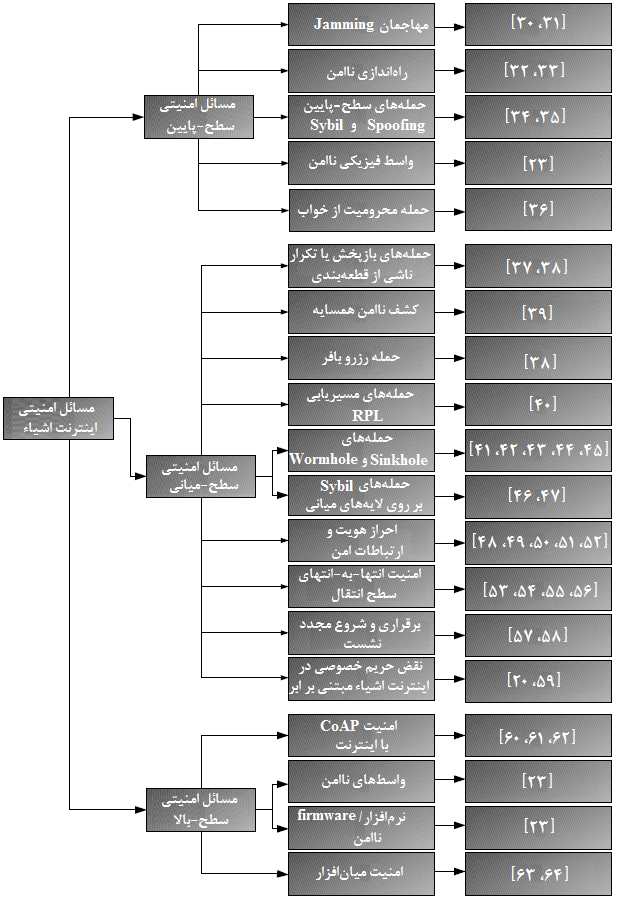 مسائل امنیتی
اینترنت اشیاء
مسائل امنیتی
سطح-پایین
مهاجمان Jamming
[۳۰، ۳۱]
راه‌اندازی ناامن
[۳۲، ۳۳]
حمله‌های سطح-پایین
Sybil و Spoofing
[۳۴، ۳۵]
واسط فیزیکی ناامن
[۲۳]
حمله محرومیت از خواب
[۳۶]
مسائل امنیتی
سطح-میانی
حمله‌های بازپخش یا تکرار
ناشی از قطعه‌بندی
[۳۷، ۳۸]
کشف ناامن همسایه
[۳۹]
حمله رزرو بافر
[۳۸]
حمله‌های مسیریابی
RPL
[۴۰]
حمله‌های
Sinkhole و Wormhole
[۴۱، ۴۲، ۴۳، ۴۴، ۴۵]
حمله‌های Sybil
بر روی لایه‌های میانی
[۴۶، ۴۷]
احراز هویت و
ارتباطات امن
[۴۸، ۴۹، ۵۰، ۵۱، ۵۲]
امنیت انتها-به-انتهای
سطح انتقال
[۵۳، ۵۴، ۵۵، ۵۶]
برقراری و شروع مجدد
نشست
[۵۷، ۵۸]
نقض حریم خصوصی در
اینترنت اشیاء مبتنی بر ابر
[۲۰، ۵۹]
مسائل امنیتی
سطح-بالا
امنیت CoAP
با اینترنت
[۶۰، ۶۱، ۶۲]
واسط‌های ناامن
[۲۳]
نرم‌افزار/ firmware
ناامن
[۲۳]
امنیت میان‌افزار
[۶۳، ۶۴]